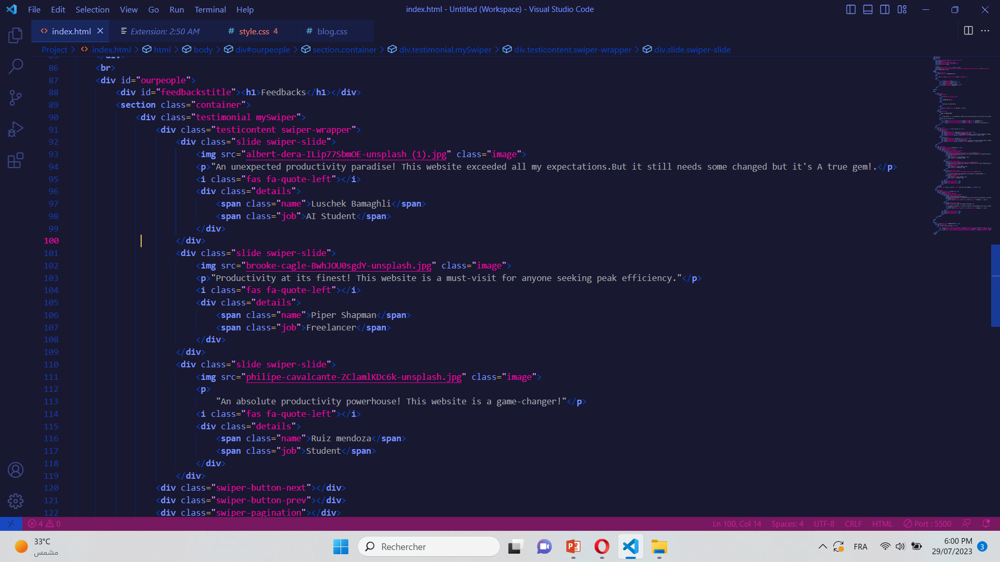 File Edit Selection View Go Run Terminal Help
index.html - Untitled (Workspace) - Visual Studio Code
index.html
Extension: 2:50 AM
# style.css 4
# blog.css
Project > index.html > html > body > div#ourpeople > section.container > div.testimonial.mySwiper > div.testicontent.swiper-wrapper > div.slide.swiper-slide
86 <br>
87 <div id="ourpeople">
88 <div id="feedbackstitle"><h1>Feedbacks</h1></div>
89 <section class="container">
90 <div class="testimonial mySwiper">
91 <div class="testicontent swiper-wrapper">
92 <div class="slide swiper-slide">
93 <img src="albert-dera-ILip77SbmOE-unsplash (1).jpg" class="image">
94 <p>"An unexpected productivity paradise! This website exceeded all my expectations.But it still needs some changed but it's A true gem!.</p>
95 <i class="fas fa-quote-left"></i>
96 <div class="details">
97 <span class="name">Luschek Bamaghli</span>
98 <span class="job">AI Student</span>
99 </div>
100 </div>
101 <div class="slide swiper-slide">
102 <img src="brooke-cagle-BwhJOU0sgdY-unsplash.jpg" class="image">
103 <p>"Productivity at its finest! This website is a must-visit for anyone seeking peak efficiency."</p>
104 <i class="fas fa-quote-left"></i>
105 <div class="details">
106 <span class="name">Piper Shapman</span>
107 <span class="job">Freelancer</span>
108 </div>
109 </div>
110 <div class="slide swiper-slide">
111 <img src="philipe-cavalcante-ZClamlKDc6k-unsplash.jpg" class="image">
112 <p>
113 "An absolute productivity powerhouse! This website is a game-changer!"</p>
114 <i class="fas fa-quote-left"></i>
115 <div class="details">
116 <span class="name">Ruiz mendoza</span>
117 <span class="job">Student</span>
118 </div>
119 </div>
120 <div class="swiper-button-next"></div>
121 <div class="swiper-button-prev"></div>
122 <div class="swiper-pagination"></div>
4 0
Ln 100, Col 14 Spaces: 4 UTF-8 CRLF HTML Port : 5500
33°C
مشمس
Rechercher
FRA
6:00 PM
29/07/2023
3